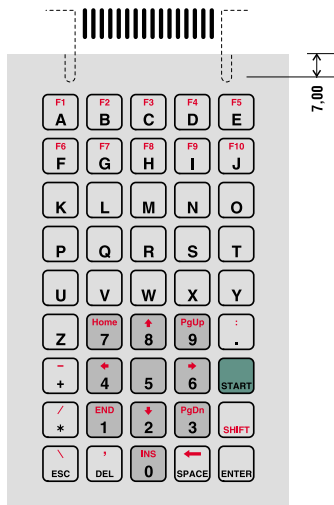 7,00
F1 F2 F3 F4 F5
A B C D E
F6 F7 F8 F9 F10
F G H I J
K L M N O
P Q R S T
U V W X Y
Home ⬆ PgUp :
Z 7 8 9 .
− ⬅ ➡
+ 4 5 6 START
/ END ⬇ PgDn
* 1 2 3 SHIFT
\ , INS ⬅
ESC DEL 0 SPACE ENTER